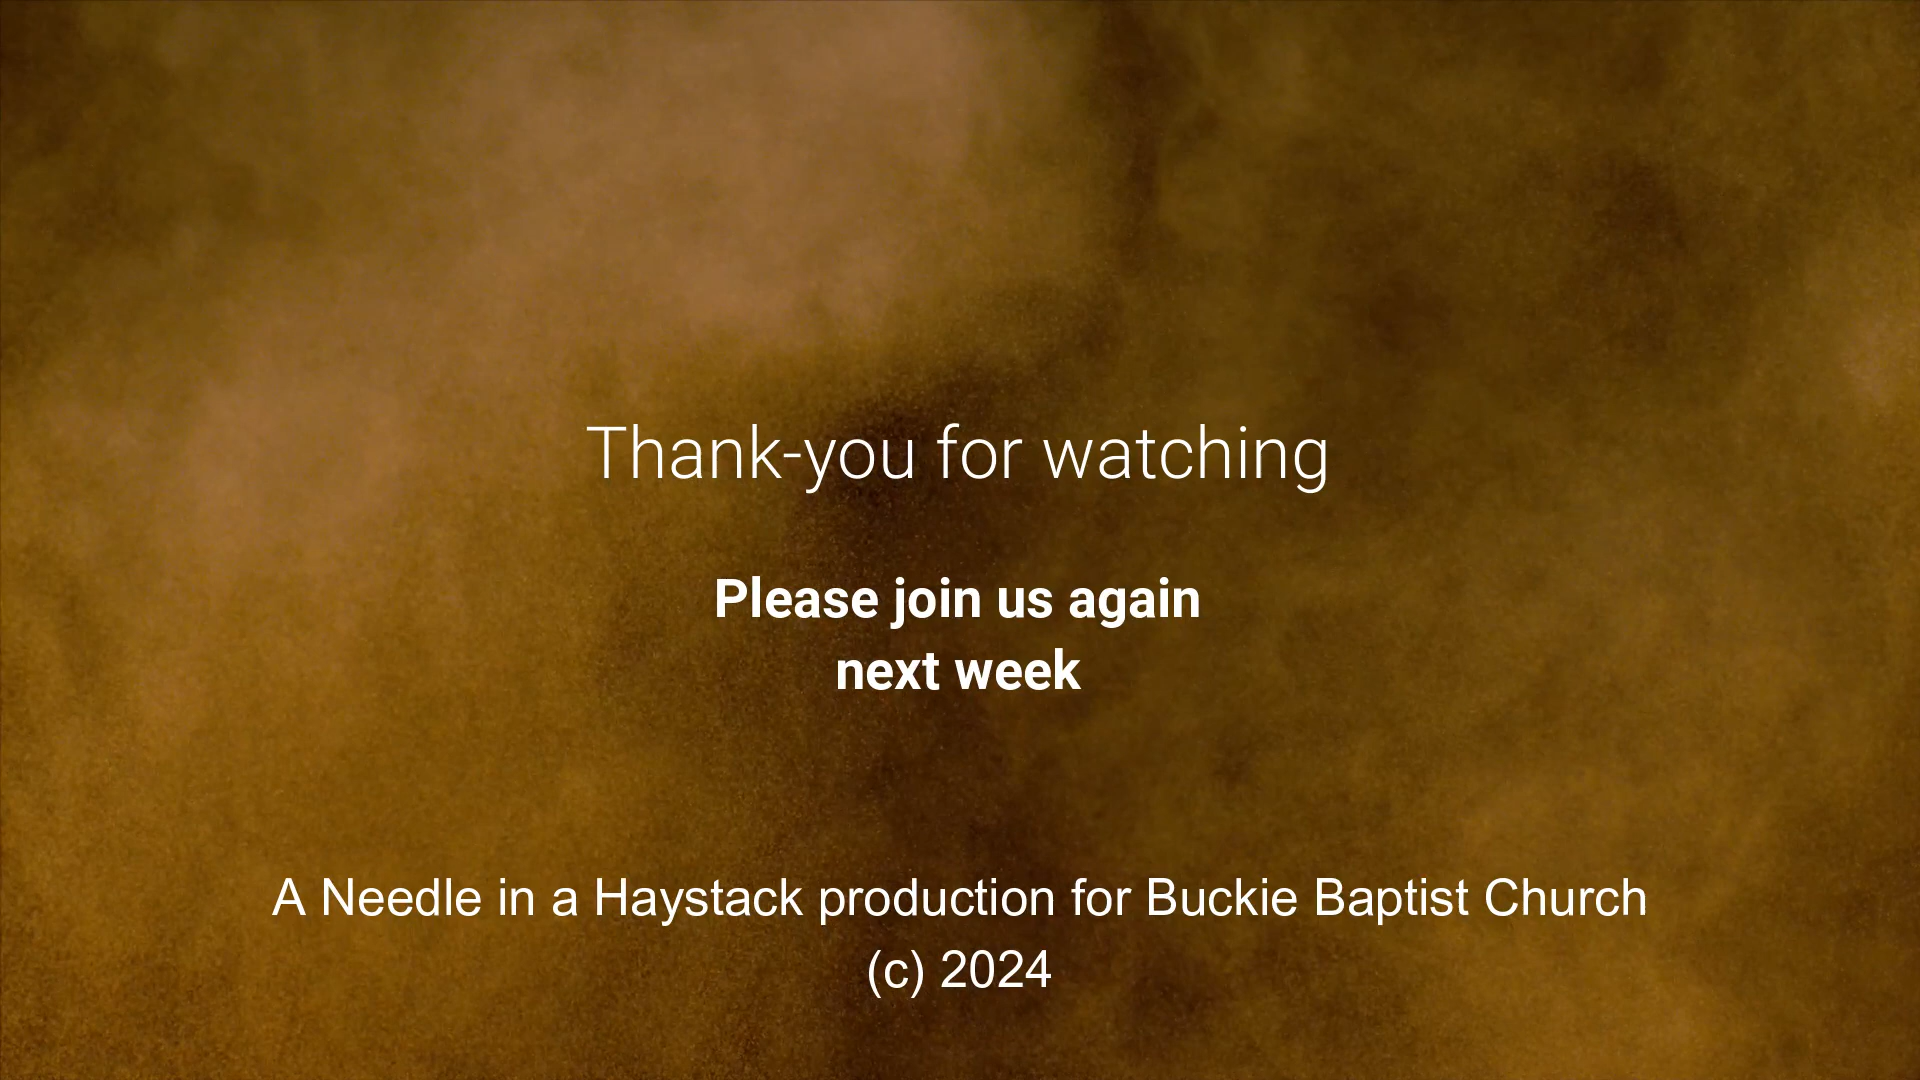 Thank-you for watching
Please join us again
next week
A Needle in a Haystack production for Buckie Baptist Church
(c) 2024